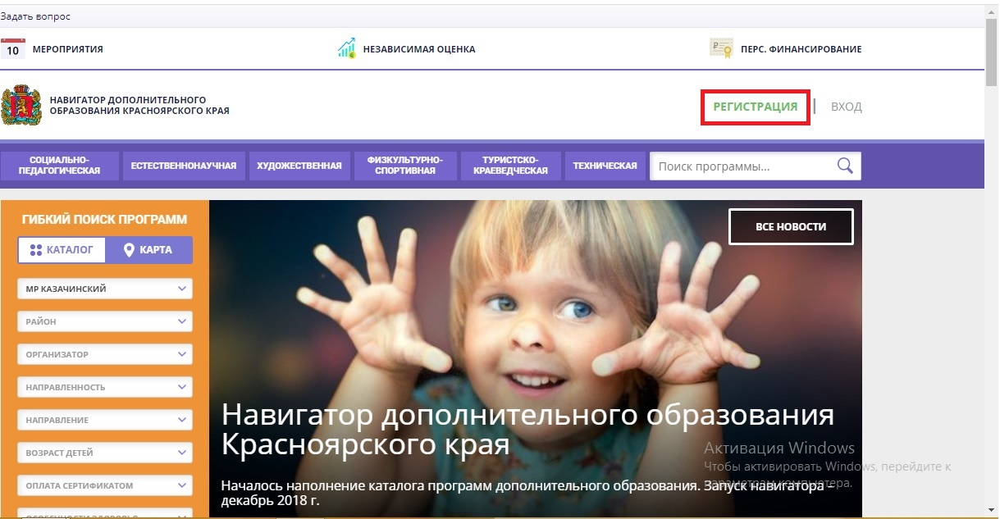 Задать вопрос
10 МЕРОПРИЯТИЯ
НЕЗАВИСИМАЯ ОЦЕНКА
ПЕРС. ФИНАНСИРОВАНИЕ
НАВИГАТОР ДОПОЛНИТЕЛЬНОГО
ОБРАЗОВАНИЯ КРАСНОЯРСКОГО КРАЯ
РЕГИСТРАЦИЯ | ВХОД
СОЦИАЛЬНО-
ПЕДАГОГИЧЕСКАЯ
ЕСТЕСТВЕННОНАУЧНАЯ
ХУДОЖЕСТВЕННАЯ
ФИЗКУЛЬТУРНО-
СПОРТИВНАЯ
ТУРИСТСКО-
КРАЕВЕДЧЕСКАЯ
ТЕХНИЧЕСКАЯ
Поиск программы...
ГИБКИЙ ПОИСК ПРОГРАММ
КАТАЛОГ
КАРТА
МР КАЗАЧИНСКИЙ
РАЙОН
ОРГАНИЗАТОР
НАПРАВЛЕННОСТЬ
НАПРАВЛЕНИЕ
ВОЗРАСТ ДЕТЕЙ
ОПЛАТА СЕРТИФИКАТОМ
ОСОБЕННОСТИ ЗДОРОВЬЯ
ВСЕ НОВОСТИ
Навигатор дополнительного образования
Красноярского края
Началось наполнение каталога программ дополнительного образования. Запуск навигатора –
декабрь 2018 г.
Активация Windows
Чтобы активировать Windows, перейдите к
параметрам компьютера.